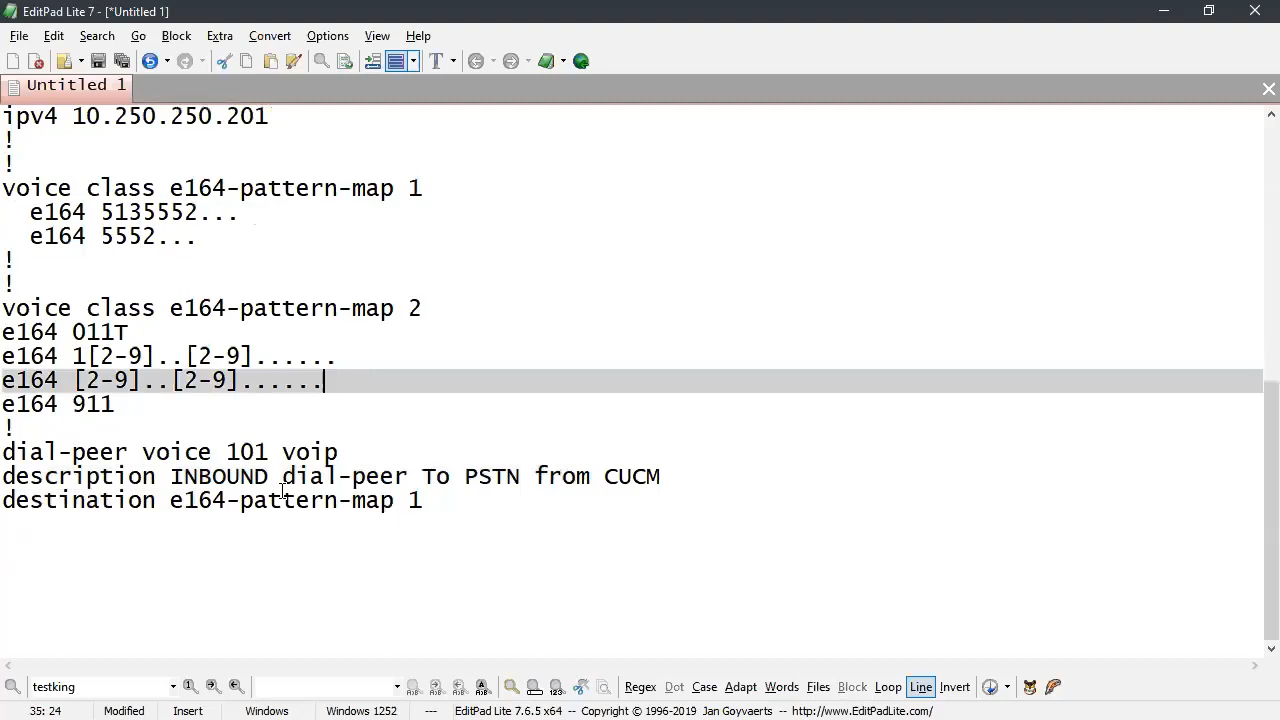 EditPad Lite 7 - [*Untitled 1]
File Edit Search Go Block Extra Convert Options View Help
Untitled 1
ipv4 10.250.250.201
!
!
voice class e164-pattern-map 1
e164 5135552...
e164 5552...
!
!
voice class e164-pattern-map 2
e164 011T
e164 1[2-9]..[2-9]......
e164 [2-9]..[2-9]......
e164 911
!
dial-peer voice 101 voip
description INBOUND dial-peer To PSTN from CUCM
destination e164-pattern-map 1
testking Regex Dot Case Adapt Words Files Block Loop Line Invert
35: 24 Modified Insert Windows Windows 1252 --- EditPad Lite 7.6.5 x64 -- Copyright © 1996-2019 Jan Goyvaerts -- http://www.EditPadLite.com/